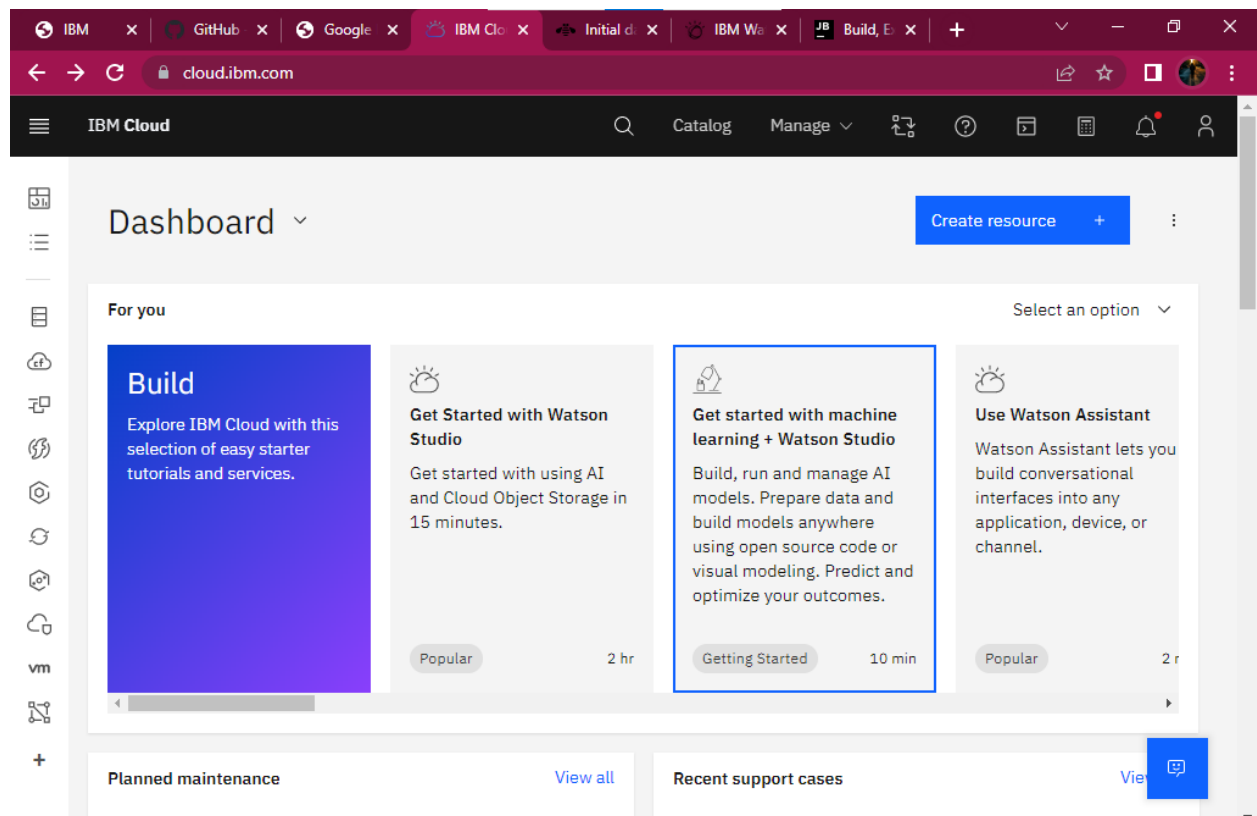 IBM
GitHub
Google
IBM Clo
Initial d
IBM Wa
JB
Build, E
cloud.ibm.com
IBM Cloud
Catalog
Manage
Dashboard
Create resource +
For you
Select an option
Build
Explore IBM Cloud with this
selection of easy starter
tutorials and services.
Get Started with Watson
Studio
Get started with using AI
and Cloud Object Storage in
15 minutes.
Popular
2 hr
Get started with machine
learning + Watson Studio
Build, run and manage AI
models. Prepare data and
build models anywhere
using open source code or
visual modeling. Predict and
optimize your outcomes.
Getting Started
10 min
Use Watson Assistant
Watson Assistant lets you
build conversational
interfaces into any
application, device, or
channel.
Popular
2 r
cf
vm
Planned maintenance
View all
Recent support cases
Vie